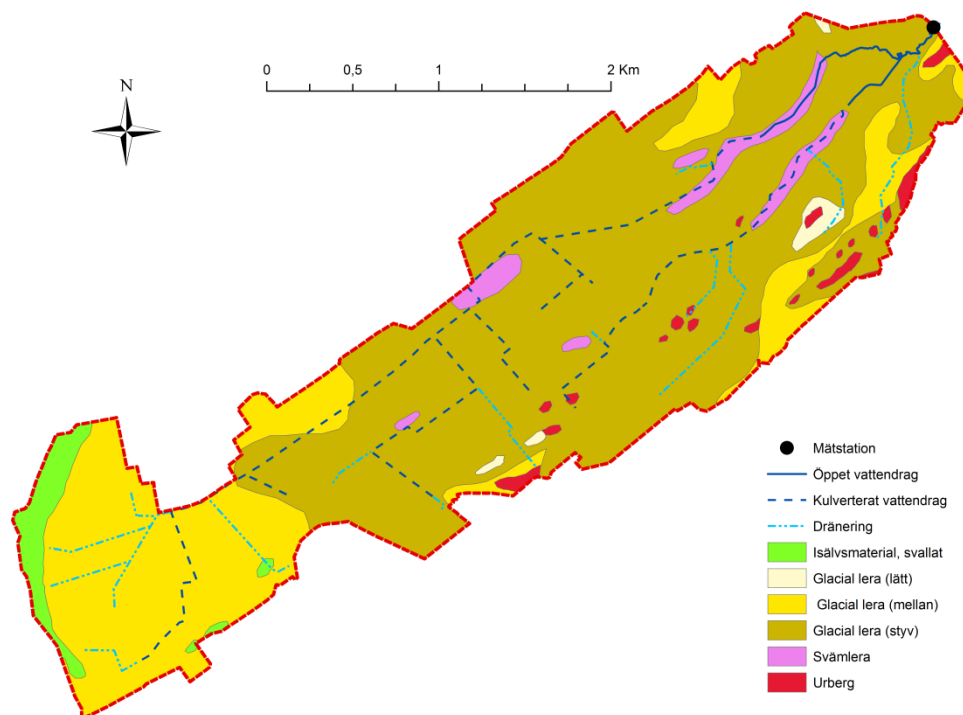 0 0,5 1 2 Km
N
Mätstation
Öppet vattendrag
Kulverterat vattendrag
Dränering
Isälvsmaterial, svallat
Glacial lera (lätt)
Glacial lera (mellan)
Glacial lera (styv)
Svämlera
Urberg